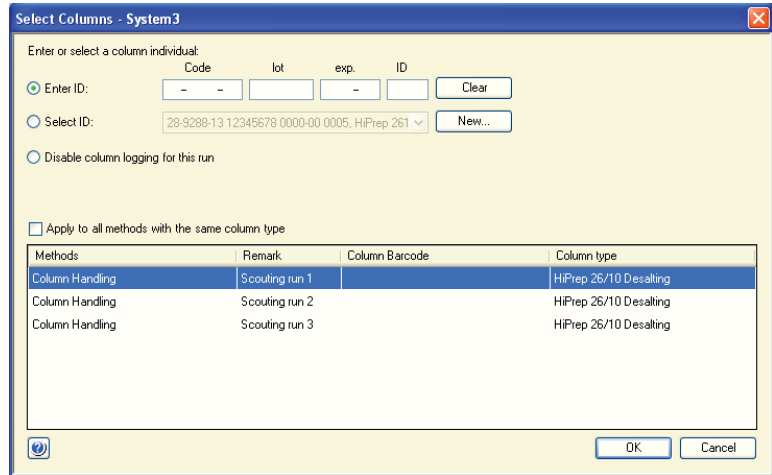 Select Columns - System3
Enter or select a column individual:
Code lot exp. ID
Enter ID: - - - Clear
Select ID: 28-9288-13 12345678 0000-00 0005, HiPrep 261 New...
Disable column logging for this run
Apply to all methods with the same column type
Methods Remark Column Barcode Column type
Column Handling Scouting run 1 HiPrep 26/10 Desalting
Column Handling Scouting run 2 HiPrep 26/10 Desalting
Column Handling Scouting run 3 HiPrep 26/10 Desalting
OK Cancel